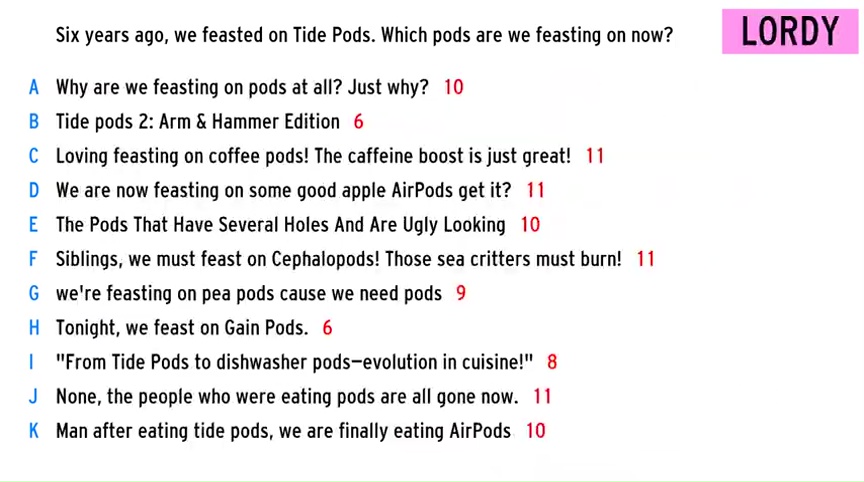 Six years ago, we feasted on Tide Pods. Which pods are we feasting on now?
LORDY
A Why are we feasting on pods at all? Just why? 10
B Tide pods 2: Arm & Hammer Edition 6
C Loving feasting on coffee pods! The caffeine boost is just great! 11
D We are now feasting on some good apple AirPods get it? 11
E The Pods That Have Several Holes And Are Ugly Looking 10
F Siblings, we must feast on Cephalopods! Those sea critters must burn! 11
G we're feasting on pea pods cause we need pods 9
H Tonight, we feast on Gain Pods. 6
I "From Tide Pods to dishwasher pods—evolution in cuisine!" 8
J None, the people who were eating pods are all gone now. 11
K Man after eating tide pods, we are finally eating AirPods 10